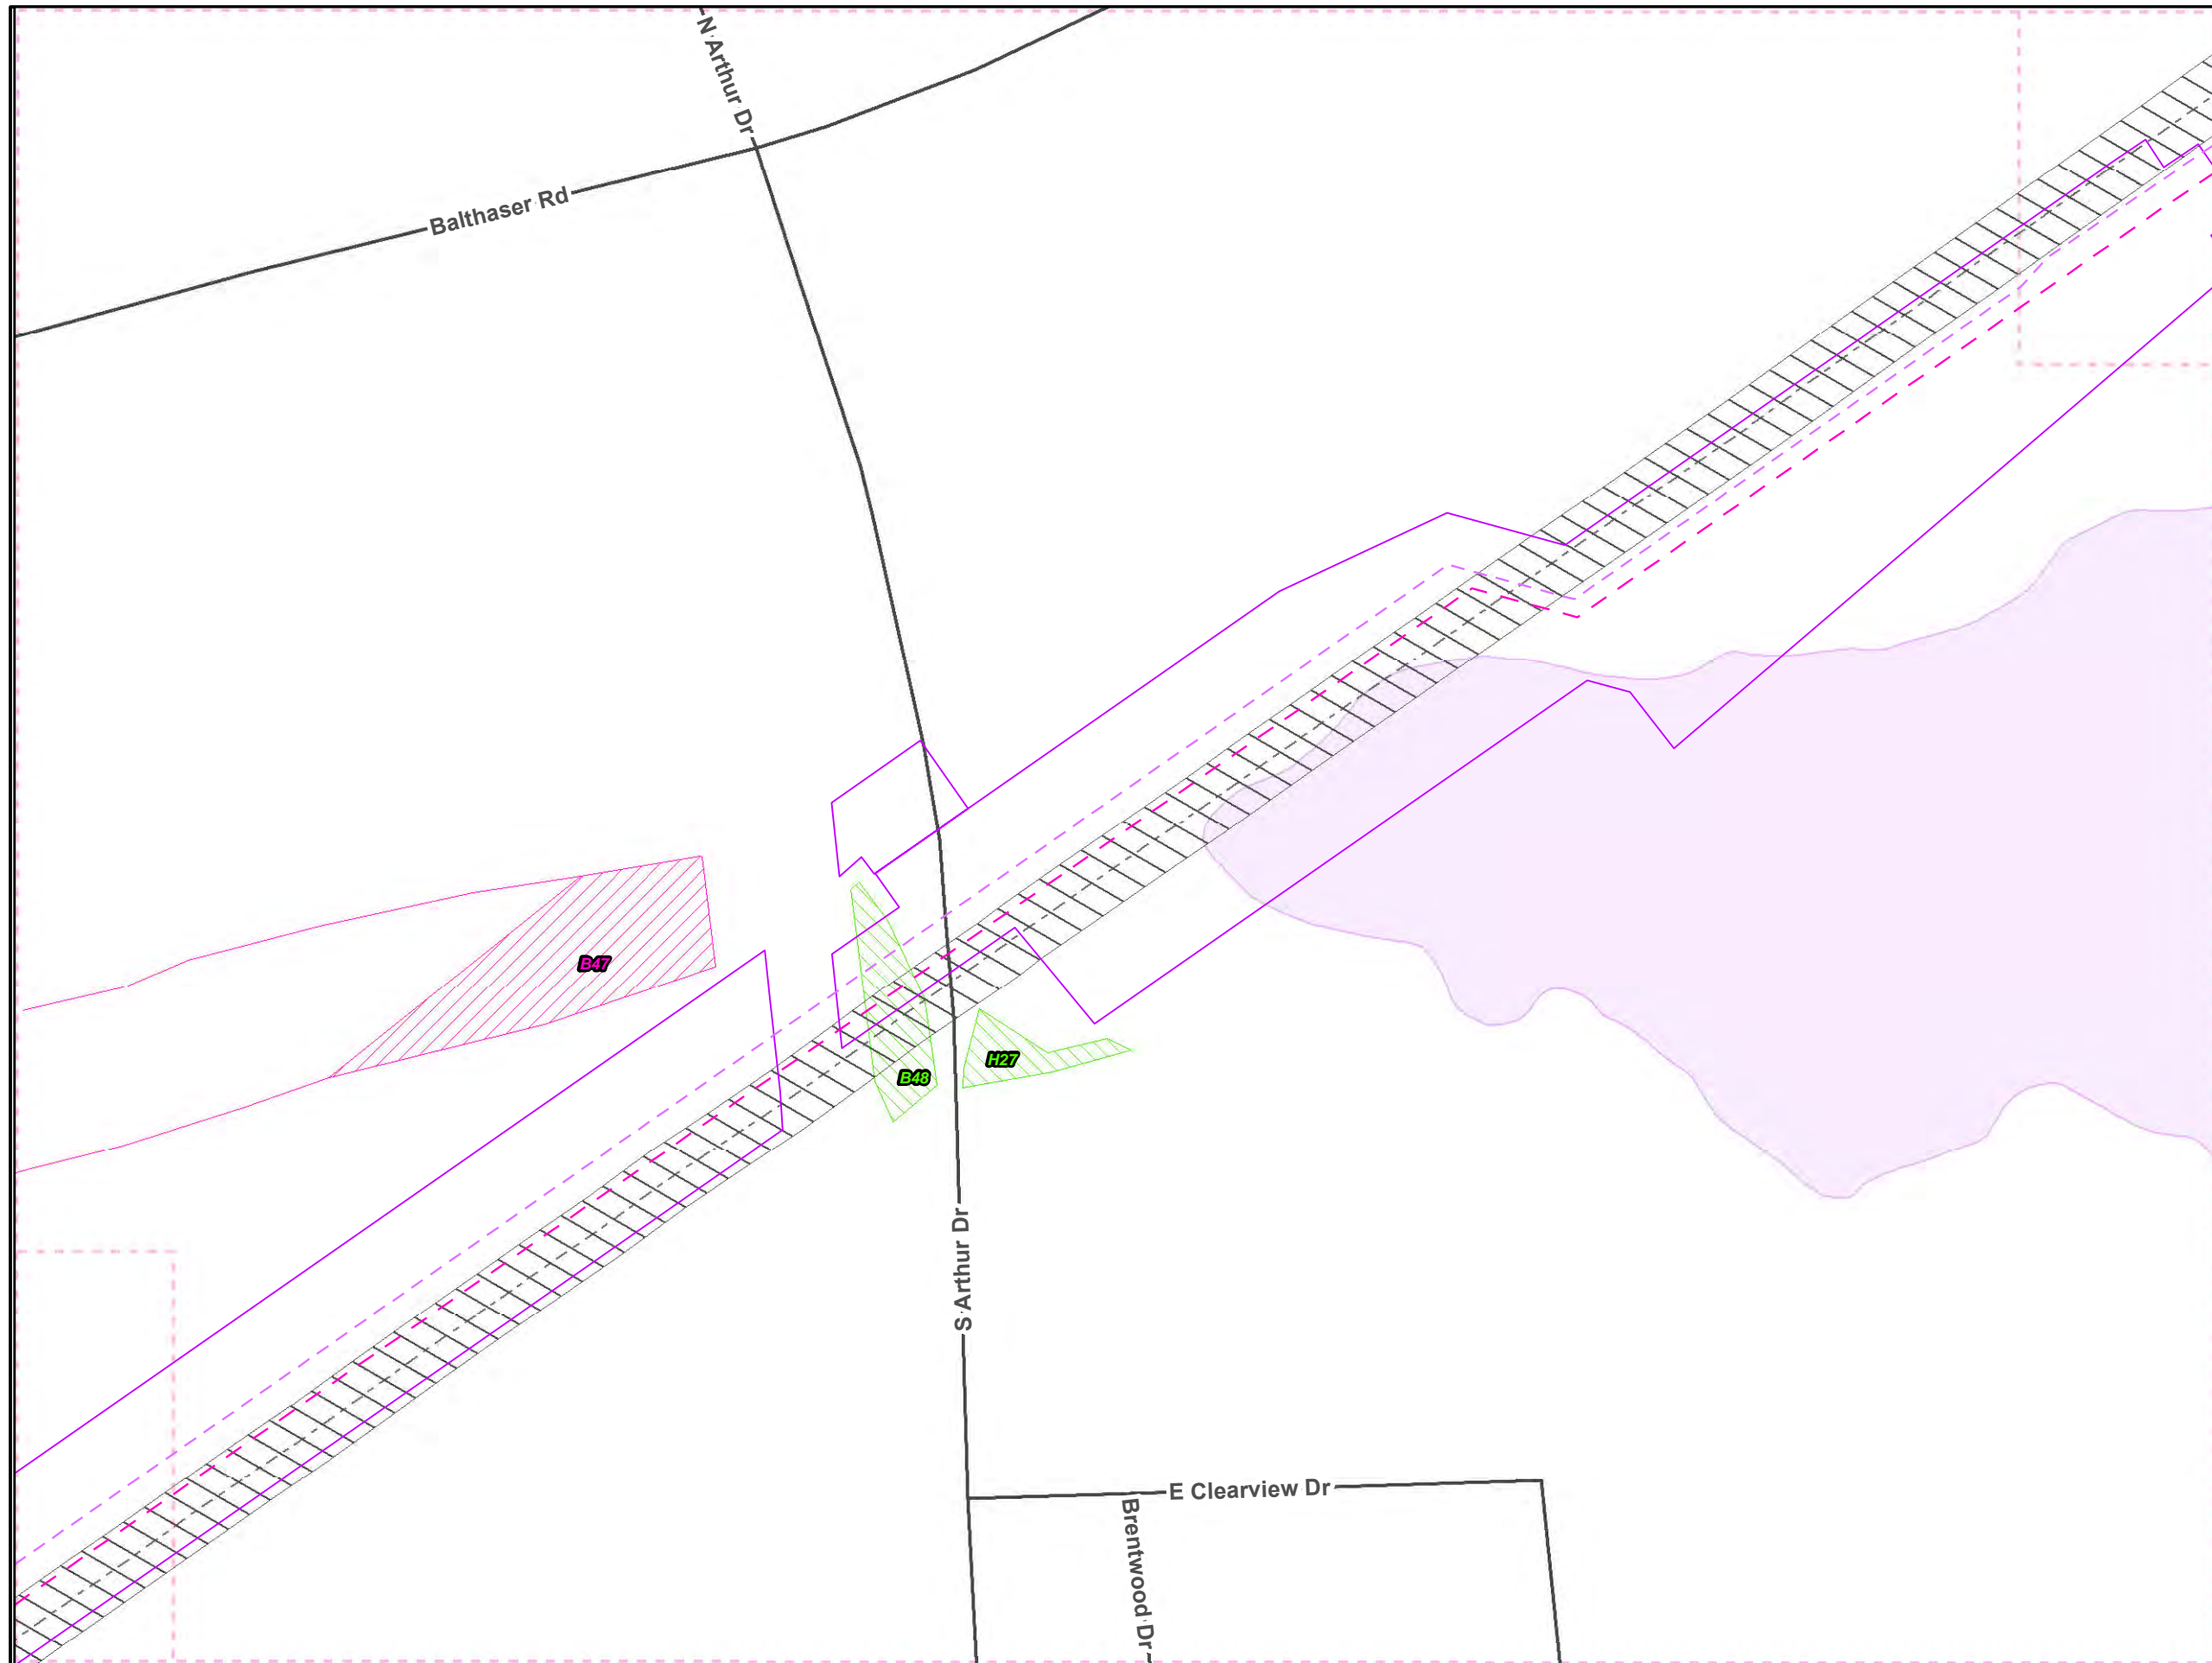 N Arthur Dr
Balthaser Rd
B47
B48
H27
S Arthur Dr
E Clearview Dr
Brentwood Dr